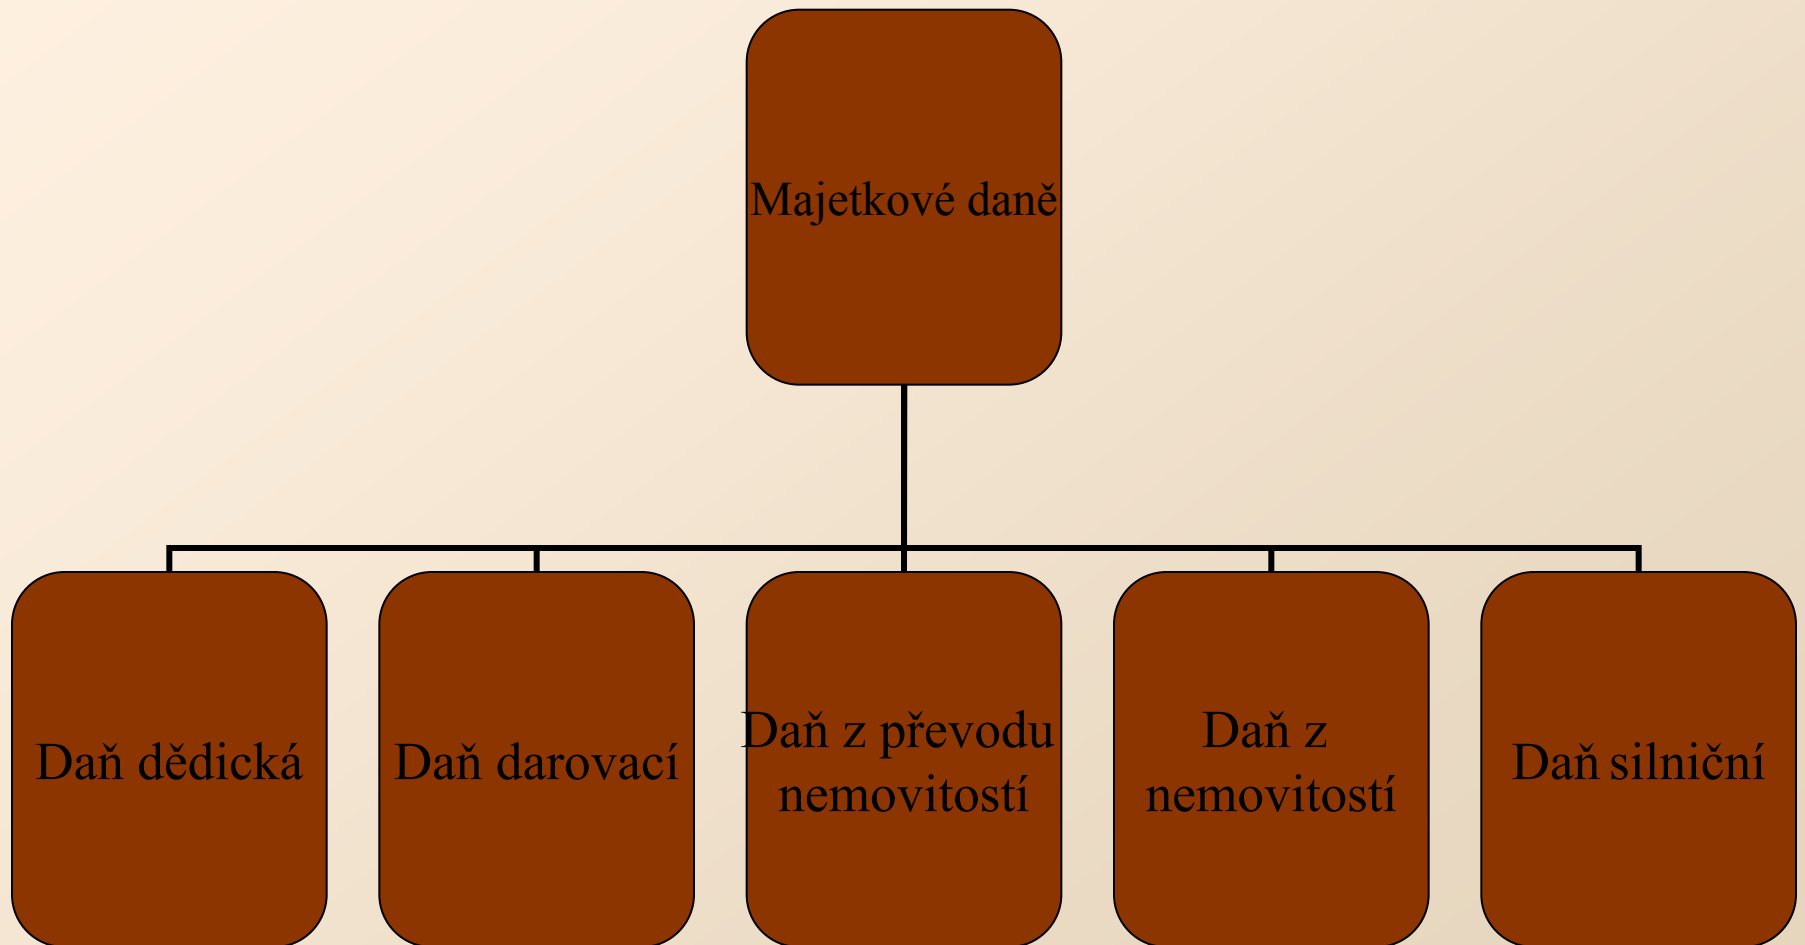 Majetkové daně
Daň dědická
Daň darovací
Daň z převodu
nemovitostí
Daň z
nemovitostí
Daň silniční